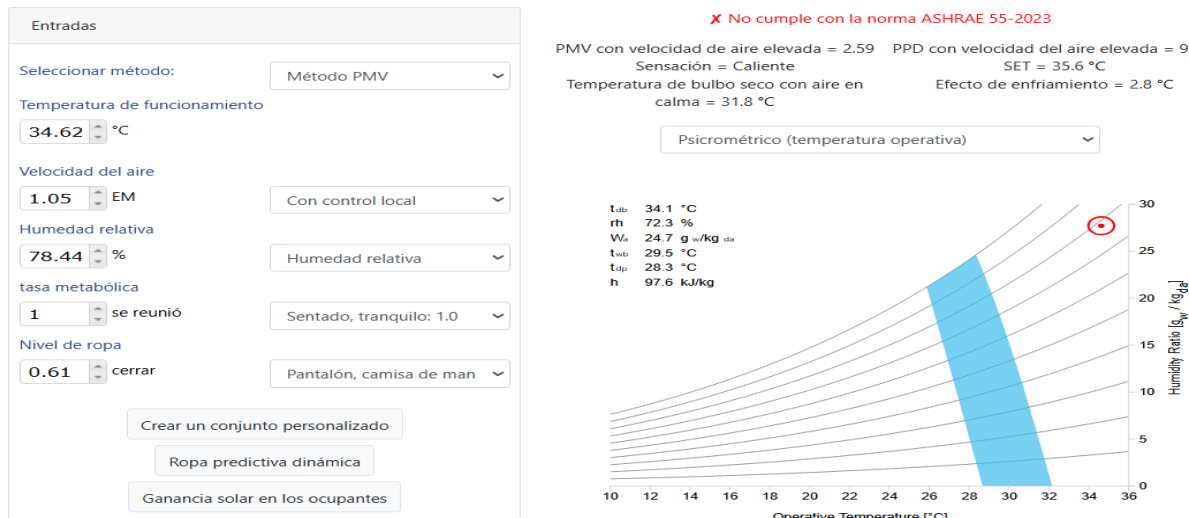 Entradas
Seleccionar método:
Método PMV
Temperatura de funcionamiento
34.62 °C
Velocidad del aire
1.05 EM
Con control local
Humedad relativa
78.44 %
Humedad relativa
tasa metabólica
1 se reunió
Sentado, tranquilo: 1.0
Nivel de ropa
0.61 cerrar
Pantalón, camisa de man
Crear un conjunto personalizado
Ropa predictiva dinámica
Ganancia solar en los ocupantes
✗ No cumple con la norma ASHRAE 55-2023
PMV con velocidad de aire elevada = 2.59
Sensación = Caliente
Temperatura de bulbo seco con aire en
calma = 31.8 °C
PPD con velocidad del aire elevada = 9
SET = 35.6 °C
Efecto de enfriamiento = 2.8 °C
Psicrométrico (temperatura operativa)
tdb 34.1 °C
rh 72.3 %
Wa 24.7 g w/kg da
twb 29.5 °C
tdp 28.3 °C
h 97.6 kJ/kg
30
25
20
15
10
5
0
Humidity Ratio [gw / kgda]
10 12 14 16 18 20 22 24 26 28 30 32 34 36
Operative Temperature [°C]